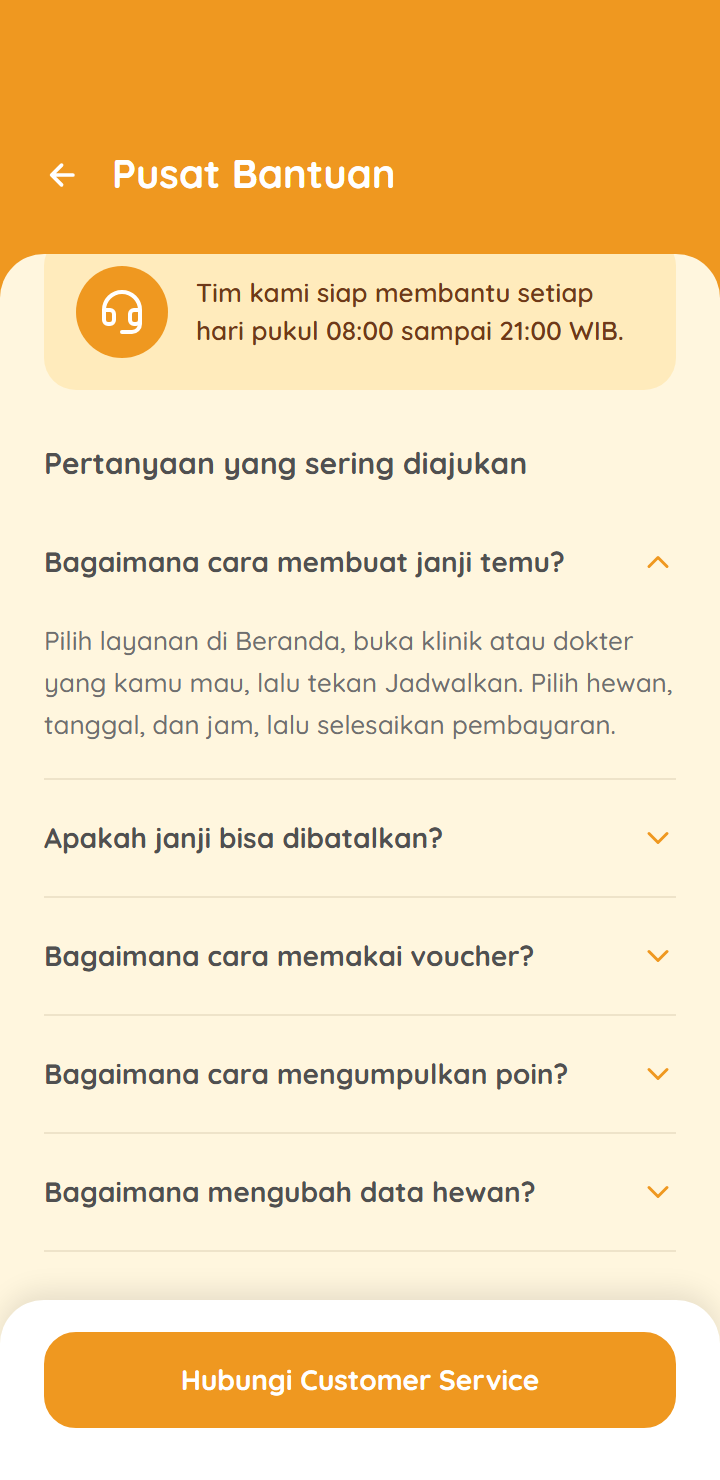 Pusat Bantuan
Tim kami siap membantu setiap
hari pukul 08:00 sampai 21:00 WIB.
Pertanyaan yang sering diajukan
Bagaimana cara membuat janji temu?
Pilih layanan di Beranda, buka klinik atau dokter
yang kamu mau, lalu tekan Jadwalkan. Pilih hewan,
tanggal, dan jam, lalu selesaikan pembayaran.
Apakah janji bisa dibatalkan?
Bagaimana cara memakai voucher?
Bagaimana cara mengumpulkan poin?
Bagaimana mengubah data hewan?
Hubungi Customer Service